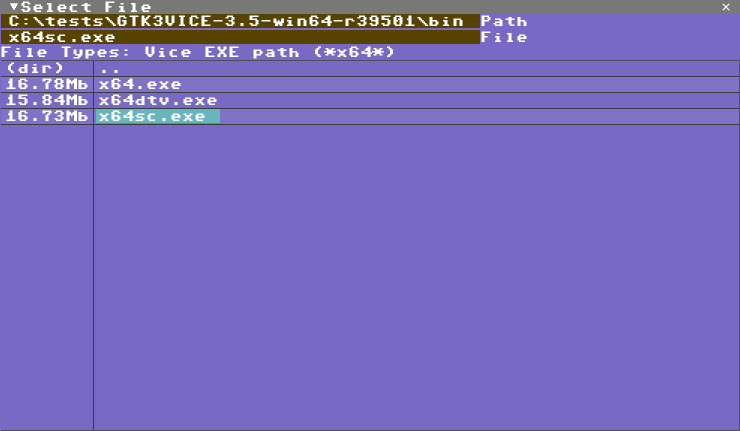 ▼Select File ×
C:\tests\GTK3VICE-3.5-win64-r39501\bin Path
x64sc.exe File
File Types: Vice EXE path (*x64*)
(dir) ..
16.78Mb x64.exe
15.84Mb x64dtv.exe
16.73Mb x64sc.exe